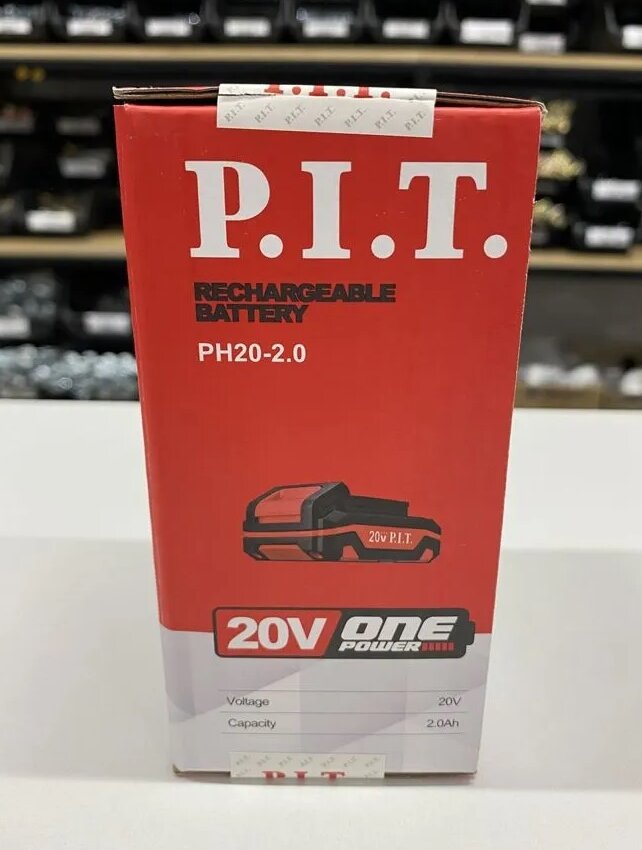 P.I.T.
P.I.T. P.I.T. P.I.T. P.I.T. P.I.T. P.I.T.
P.I.T.
RECHARGEABLE
BATTERY
PH20-2.0
20v P.I.T.
20V ONE
POWER
Voltage 20V
Capacity 2.0Ah
P.I.T.